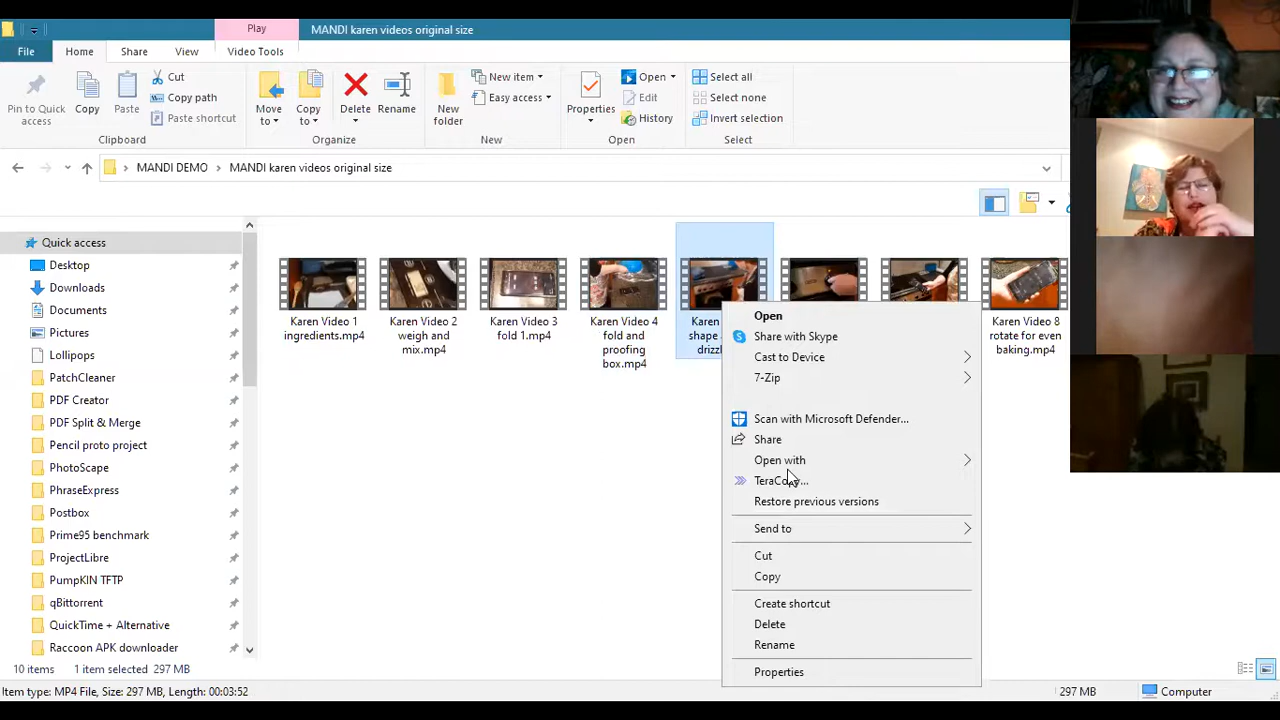 Play
MANDI karen videos original size
File
Home
Share
View
Video Tools
Pin to Quick
access
Copy
Paste
Cut
Copy path
Paste shortcut
Clipboard
Move
to
Copy
to
Delete
Rename
Organize
New
folder
New item
Easy access
New
Properties
Open
Edit
History
Open
Select all
Select none
Invert selection
Select
MANDI DEMO
MANDI karen videos original size
Quick access
Desktop
Downloads
Documents
Pictures
Lollipops
PatchCleaner
PDF Creator
PDF Split & Merge
Pencil proto project
PhotoScape
PhraseExpress
Postbox
Prime95 benchmark
ProjectLibre
PumpKIN TFTP
qBittorrent
QuickTime + Alternative
Raccoon APK downloader
Karen Video 1
ingredients.mp4
Karen Video 2
weigh and
mix.mp4
Karen Video 3
fold 1.mp4
Karen Video 4
fold and
proofing
box.mp4
Karen
shape
drizzl
Karen Video 8
rotate for even
baking.mp4
Open
Share with Skype
Cast to Device
7-Zip
Scan with Microsoft Defender...
Share
Open with
Restore previous versions
Send to
Cut
Copy
Create shortcut
Delete
Rename
Properties
10 items
1 item selected 297 MB
Item type: MP4 File, Size: 297 MB, Length: 00:03:52
297 MB
Computer